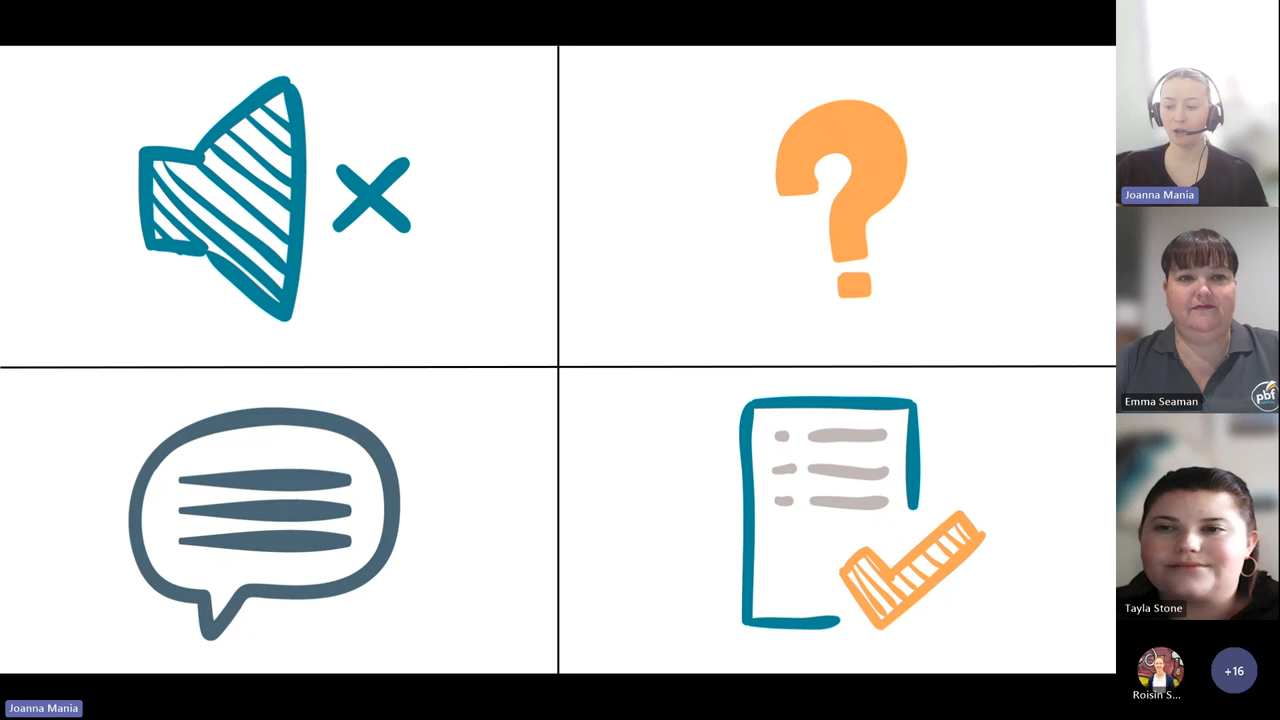 Joanna Mania
Emma Seaman
pbf
Tayla Stone
Roisin S...
+16
Joanna Mania